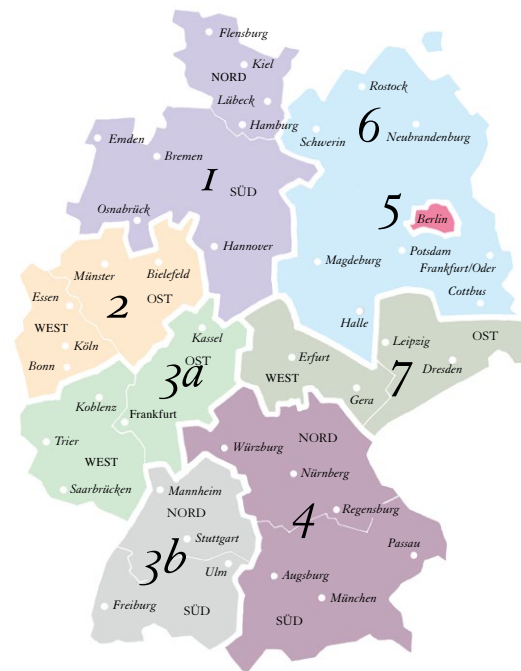 Flensburg
Kiel
NORD
Lübeck
Hamburg
Rostock
6
Schwerin
Neubrandenburg
Emden
Bremen
1
SÜD
Osnabrück
Hannover
5
Berlin
Potsdam
Magdeburg
Frankfurt/Oder
Cottbus
Halle
Münster
Bielefeld
OST
2
Essen
WEST
Köln
Bonn
Kassel
OST
3a
Koblenz
Frankfurt
Trier
WEST
Saarbrücken
Erfurt
WEST
Gera
Leipzig
OST
7
Dresden
Würzburg
NORD
Nürnberg
4
Regensburg
Passau
Augsburg
München
SÜD
Mannheim
NORD
Stuttgart
3b
Ulm
Freiburg
SÜD